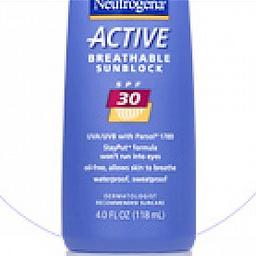 Neutrogena®
ACTIVE
BREATHABLE
SUNBLOCK
SPF
30
UVA/UVB with Parsol® 1789
StayPut™ formula
won't run into eyes
oil-free, allows skin to breathe
waterproof, sweatproof
DERMATOLOGIST
RECOMMENDED SUNCARE
4.0 FL OZ (118 mL)